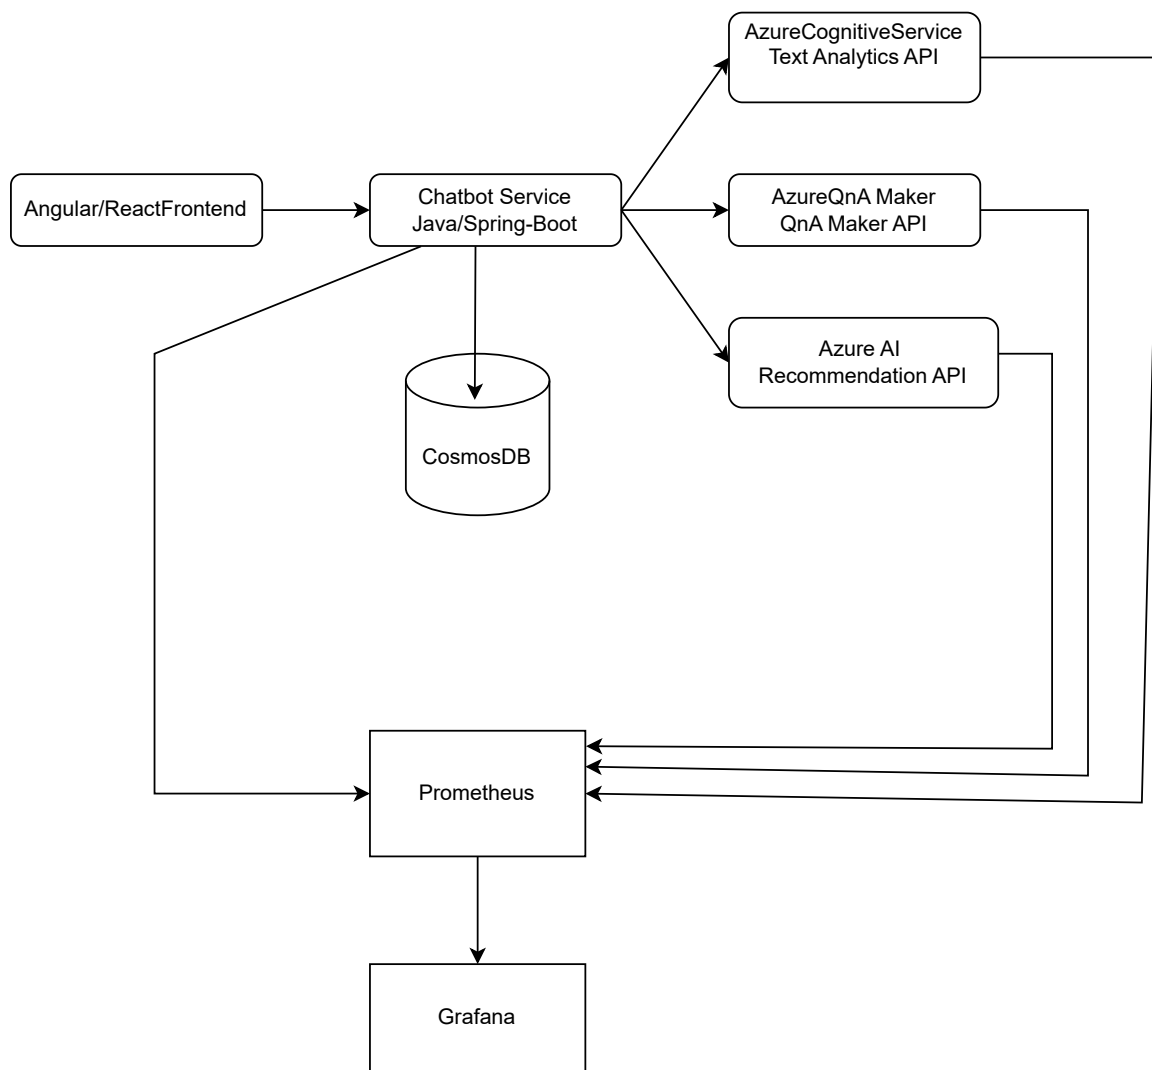 AzureCognitiveService
Text Analytics API
Angular/ReactFrontend
Chatbot Service
Java/Spring-Boot
AzureQnA Maker
QnA Maker API
Azure AI
Recommendation API
CosmosDB
Prometheus
Grafana